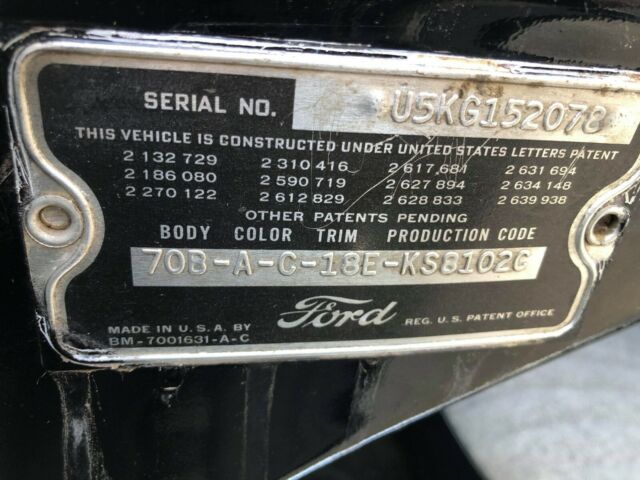 SERIAL NO. U5KG152078
THIS VEHICLE IS CONSTRUCTED UNDER UNITED STATES LETTERS PATENT
2 132 729 2 310 416 2 617 681 2 631 694
2 186 080 2 590 719 2 627 894 2 634 148
2 270 122 2 612 829 2 628 833 2 639 938
OTHER PATENTS PENDING
BODY COLOR TRIM PRODUCTION CODE
70B-A-C-18E-KS8102G
MADE IN U.S.A. BY Ford REG. U.S. PATENT OFFICE
BM-7001631-A-C